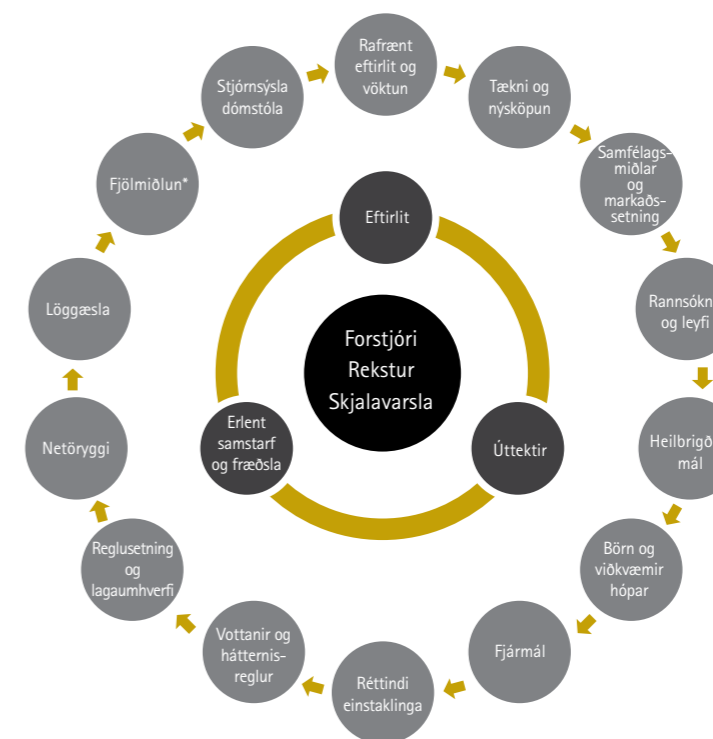 Rafrænt
eftirlit og
vöktun
Tækni og
nýsköpun
Samfélags-
miðlar
og
markaðs-
setning
Rannsókn
og leyfi
Heilbrigð
mál
Börn og
viðkvæmir
hópar
Fjármál
Réttindi
einstaklinga
Vottanir og
hátternis-
reglur
Reglusetning
og
lagaumhverfi
Netöryggi
Löggæsla
Fjölmiðlun*
Stjórnsýsla
dómstóla
Eftirlit
Úttektir
Erlent
samstarf
og fræðsla
Forstjóri
Rekstur
Skjalavarsla